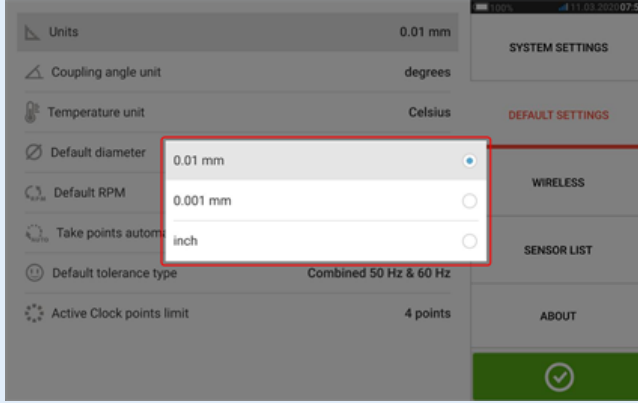 100% 11.03.2020 07:5
Units 0.01 mm
SYSTEM SETTINGS
Coupling angle unit degrees
Temperature unit Celsius
DEFAULT SETTINGS
Default diameter
0.01 mm
Default RPM
0.001 mm
WIRELESS
Take points automa
inch
SENSOR LIST
Default tolerance type Combined 50 Hz & 60 Hz
Active Clock points limit 4 points
ABOUT